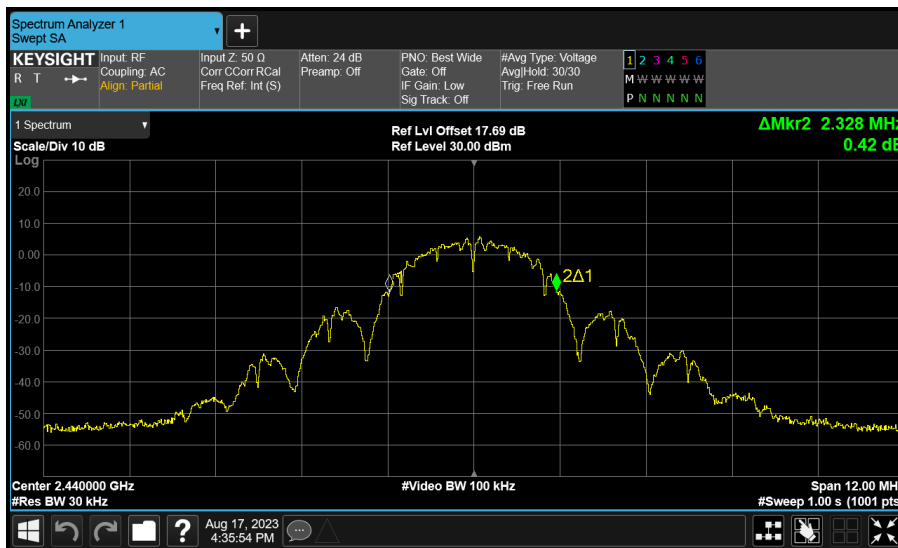 Spectrum Analyzer 1
Swept SA
+
KEYSIGHT
R T
LXI
Input: RF
Coupling: AC
Align: Partial
Input Z: 50 Ω
Corr CCorr RCal
Freq Ref: Int (S)
Atten: 24 dB
Preamp: Off
PNO: Best Wide
Gate: Off
IF Gain: Low
Sig Track: Off
#Avg Type: Voltage
Avg|Hold: 30/30
Trig: Free Run
1 2 3 4 5 6
M W W W W W
P N N N N N
1 Spectrum
Scale/Div 10 dB
Ref Lvl Offset 17.69 dB
Ref Level 30.00 dBm
ΔMkr2 2.328 MHz
0.42 dB
Log
20.0
10.0
0.00
-10.0
-20.0
-30.0
-40.0
-50.0
-60.0
2Δ1
Center 2.440000 GHz
#Res BW 30 kHz
#Video BW 100 kHz
Span 12.00 MH
#Sweep 1.00 s (1001 pts
?
Aug 17, 2023
4:35:54 PM